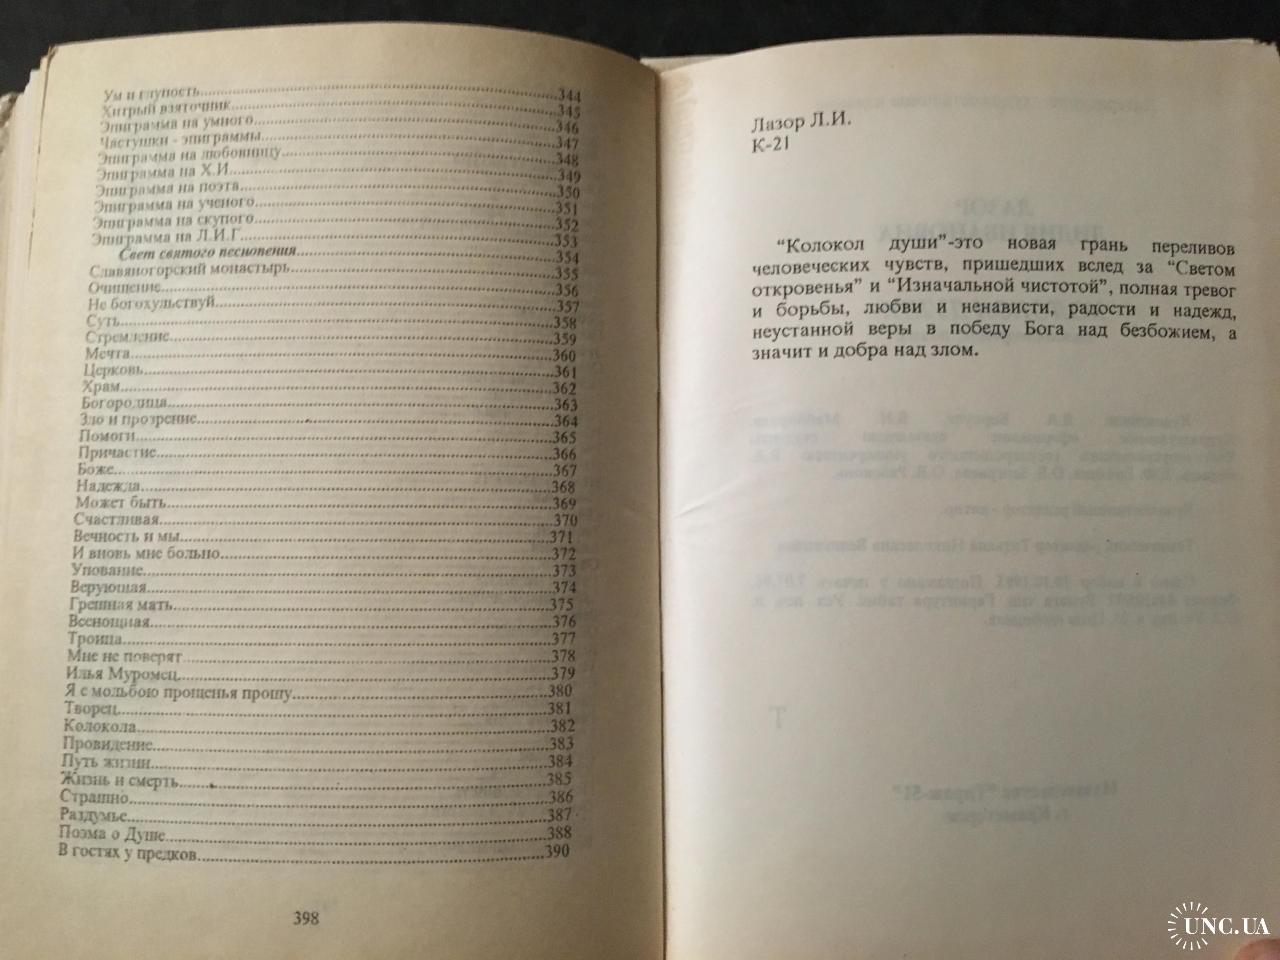 Ум и глупость.....344
Хитрый взяточник.....345
Эпиграмма на умного.....346
Частушки - эпиграммы.....347
Эпиграмма на любовницу.....348
Эпиграмма на Х.И.....349
Эпиграмма на поэта.....350
Эпиграмма на ученого.....351
Эпиграмма на скупого.....352
Эпиграмма на Л.И.Г.....353
Свет святого песнопения.....354
Славяногорский монастырь.....355
Очищение.....356
Не богохульствуй.....357
Суть.....358
Стремление.....359
Мечта.....360
Церковь.....361
Храм.....362
Богородица.....363
Зло и прозрение.....364
Помоги.....365
Причастие.....366
Боже.....367
Надежда.....368
Может быть.....369
Счастливая.....370
Вечность и мы.....371
И вновь мне больно.....372
Упование.....373
Верующая.....374
Грешная мать.....375
Всенощная.....376
Троица.....377
Мне не поверят.....378
Илья Муромец.....379
Я с мольбою прощенья прошу.....380
Творец.....381
Колокола.....382
Провидение.....383
Путь жизни.....384
Жизнь и смерть.....385
Страшно.....386
Раздумье.....387
Поэма о Душе.....388
В гостях у предков.....390
398
Лазор Л.И.
К-21
“Колокол души”-это новая грань переливов
человеческих чувств, пришедших вслед за “Светом
откровенья” и “Изначальной чистотой”, полная тревог
и борьбы, любви и ненависти, радости и надежд,
неустанной веры в победу Бога над безбожием, а
значит и добра над злом.
UNC.UA